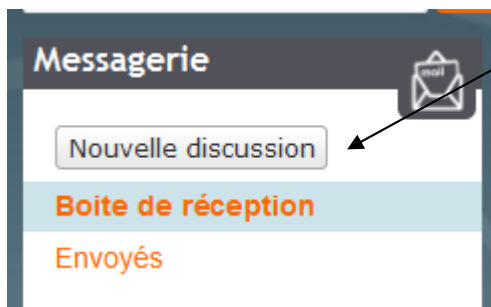 Messagerie
mail
Nouvelle discussion
Boite de réception
Envoyés